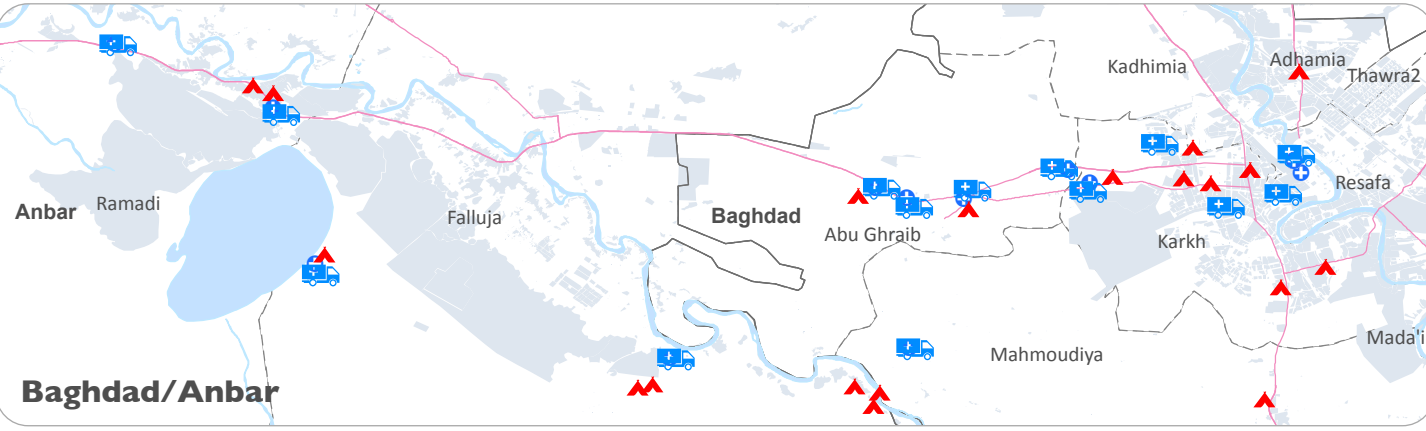 Kadhimia
Adhamia
Thawra2
Resafa
Anbar
Ramadi
Falluja
Baghdad
Abu Ghraib
Karkh
Mahmoudiya
Mada'i
Baghdad/Anbar